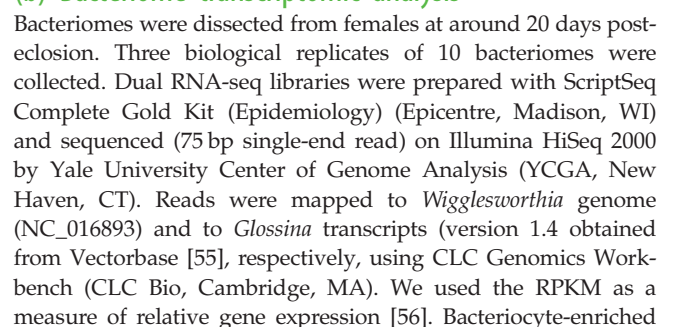 (b) Bacteriome transcriptomic analysis
Bacteriomes were dissected from females at around 20 days post-
eclosion. Three biological replicates of 10 bacteriomes were
collected. Dual RNA-seq libraries were prepared with ScriptSeq
Complete Gold Kit (Epidemiology) (Epicentre, Madison, WI)
and sequenced (75 bp single-end read) on Illumina HiSeq 2000
by Yale University Center of Genome Analysis (YCGA, New
Haven, CT). Reads were mapped to Wigglesworthia genome
(NC_016893) and to Glossina transcripts (version 1.4 obtained
from Vectorbase [55], respectively, using CLC Genomics Work-
bench (CLC Bio, Cambridge, MA). We used the RPKM as a
measure of relative gene expression [56]. Bacteriocyte-enriched